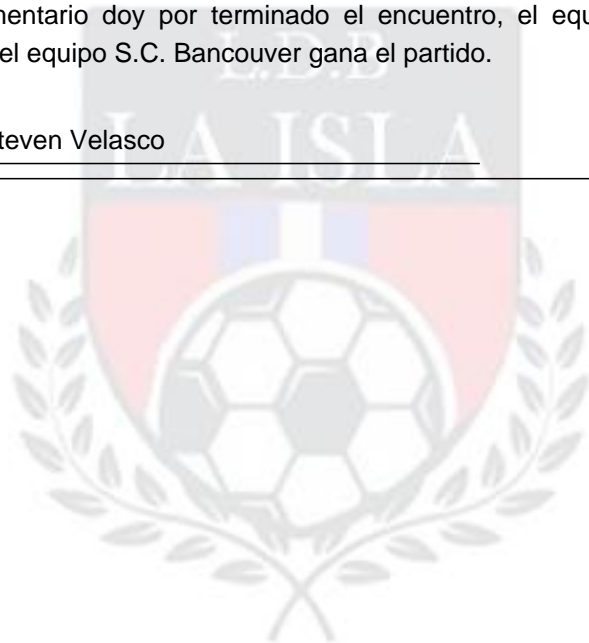 mentario doy por terminado el encuentro, el equ
el equipo S.C. Bancouver gana el partido.
teven Velasco
L.D.B
LA ISLA